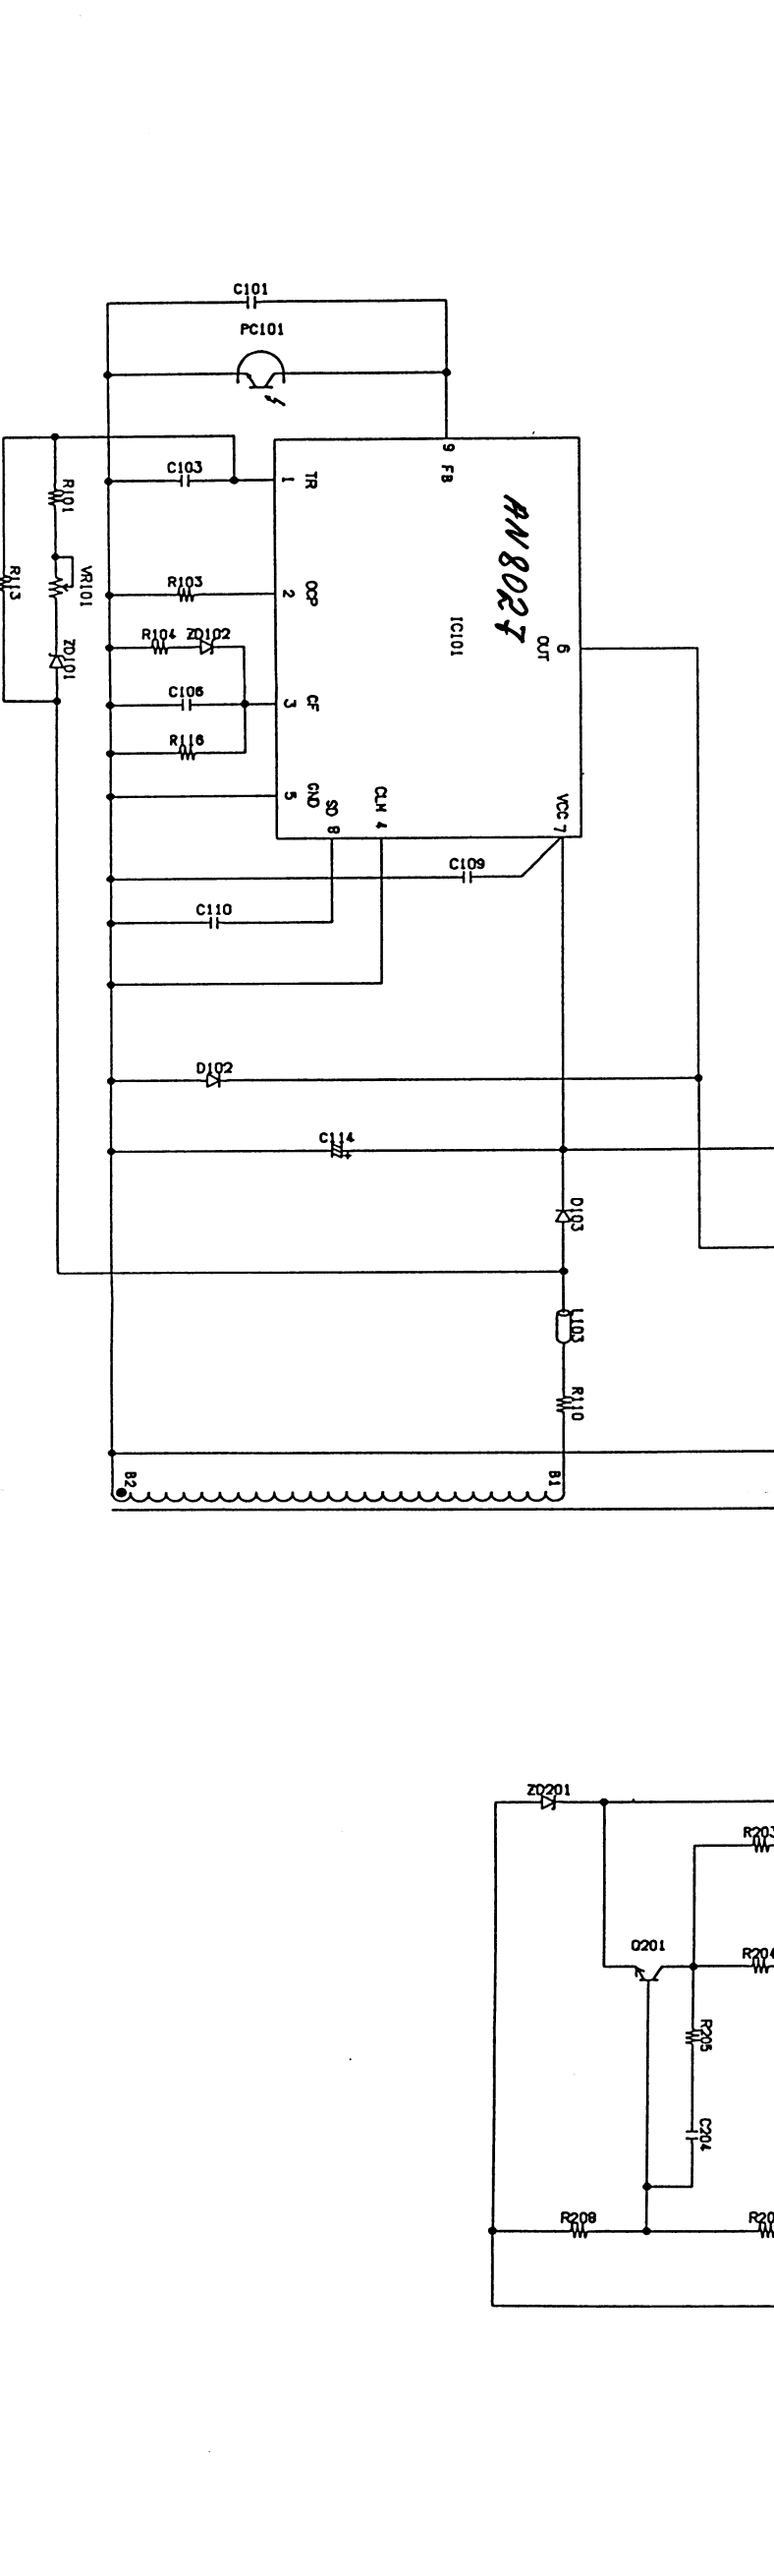 C101
PC101
9 FB
C103
1 TR
R101
AN8027
R113
VR101
R103
2 OCP
IC101
R104 ZD102
OUT 6
ZD101
C106
3 CF
R116
5 GND
SD 8
CLM 4
VCC 7
C109
C110
D102
C114
D103
L103
R110
B2
B1
ZD201
R203
Q201
R204
R205
C204
R208
R20